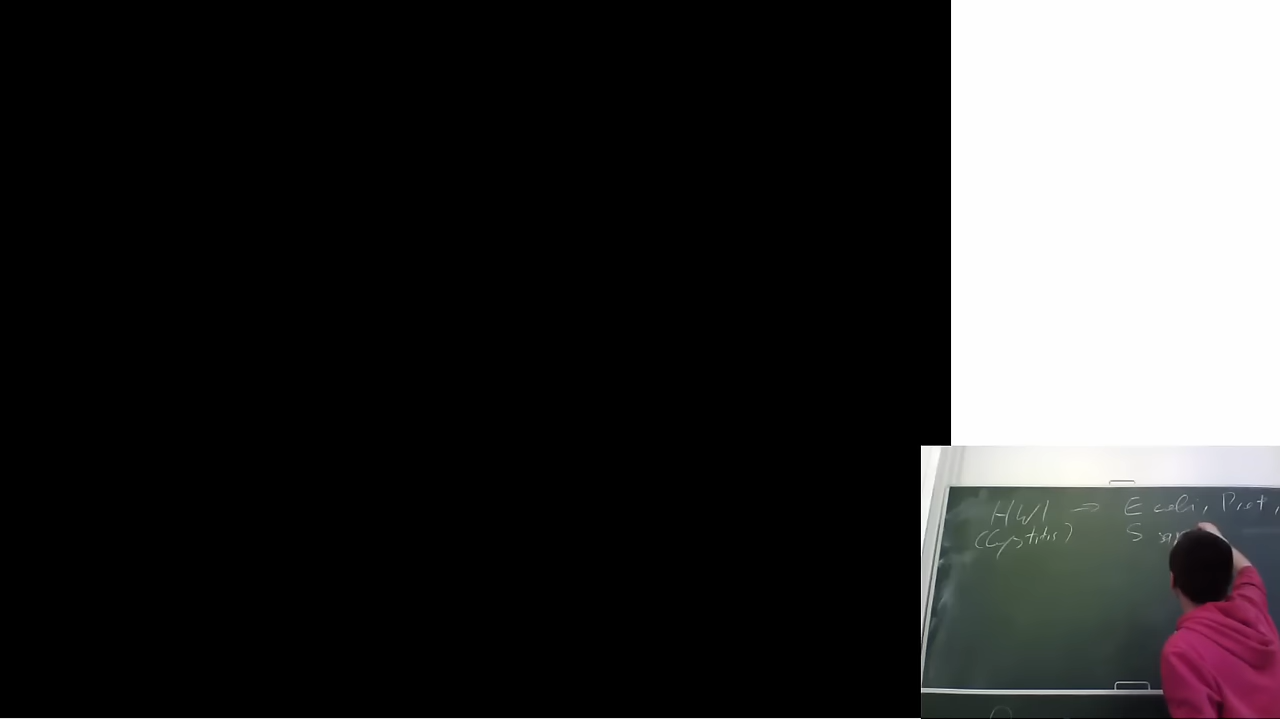 HWI → E coli, Prot,
(Cystitis) S